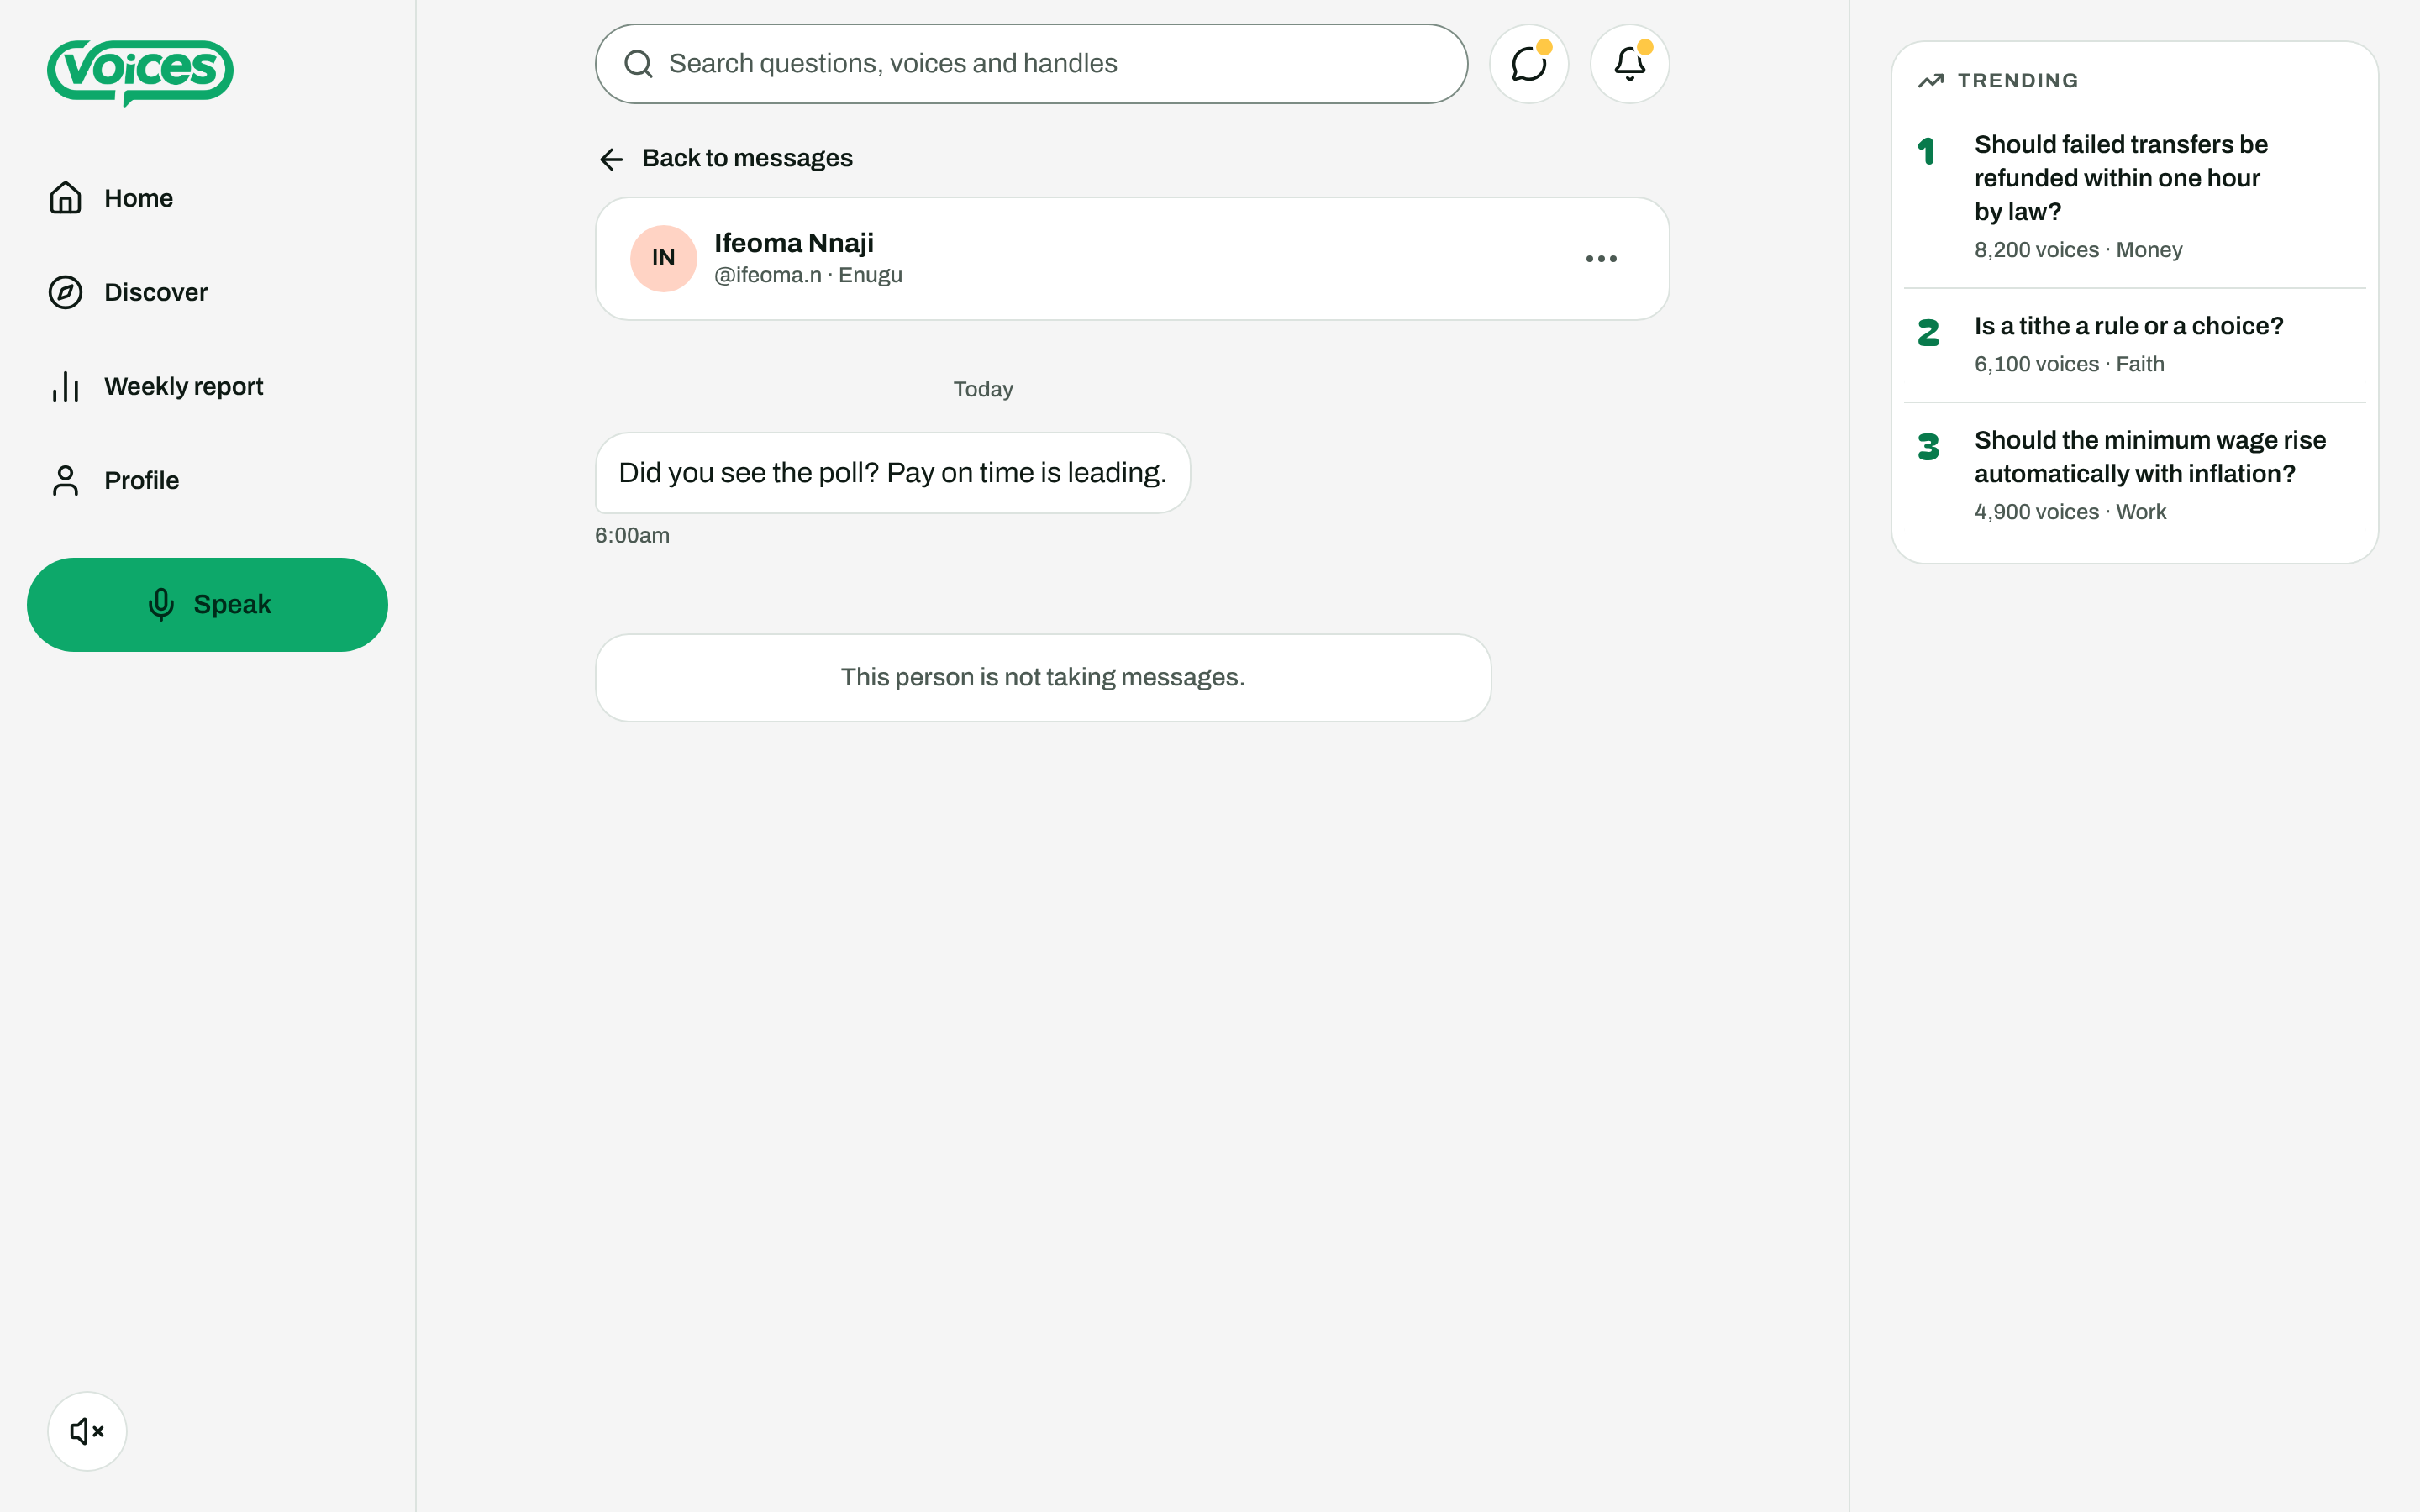 voices
Home
Discover
Weekly report
Profile
Speak
Search questions, voices and handles
Back to messages
IN
Ifeoma Nnaji
@ifeoma.n · Enugu
Today
Did you see the poll? Pay on time is leading.
6:00am
This person is not taking messages.
TRENDING
1
Should failed transfers be
refunded within one hour
by law?
8,200 voices · Money
2
Is a tithe a rule or a choice?
6,100 voices · Faith
3
Should the minimum wage rise
automatically with inflation?
4,900 voices · Work